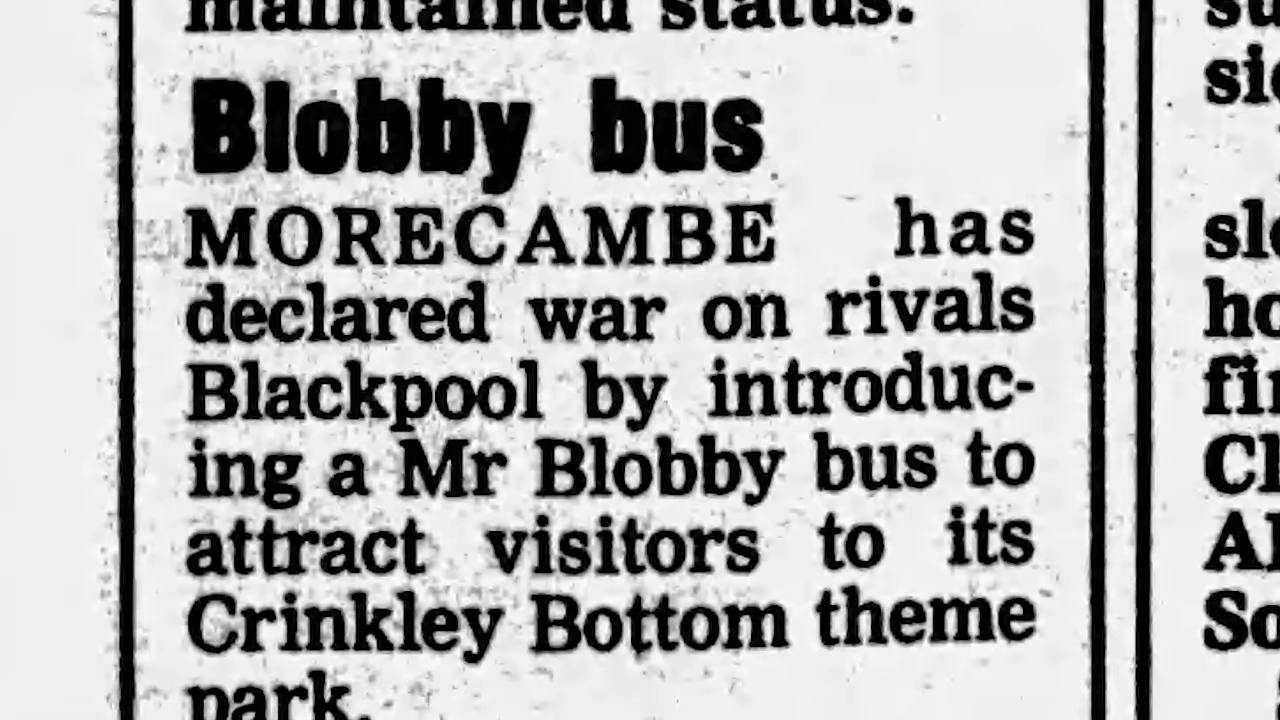 maintained status.
Blobby bus
MORECAMBE has
declared war on rivals
Blackpool by introduc-
ing a Mr Blobby bus to
attract visitors to its
Crinkley Bottom theme
park.